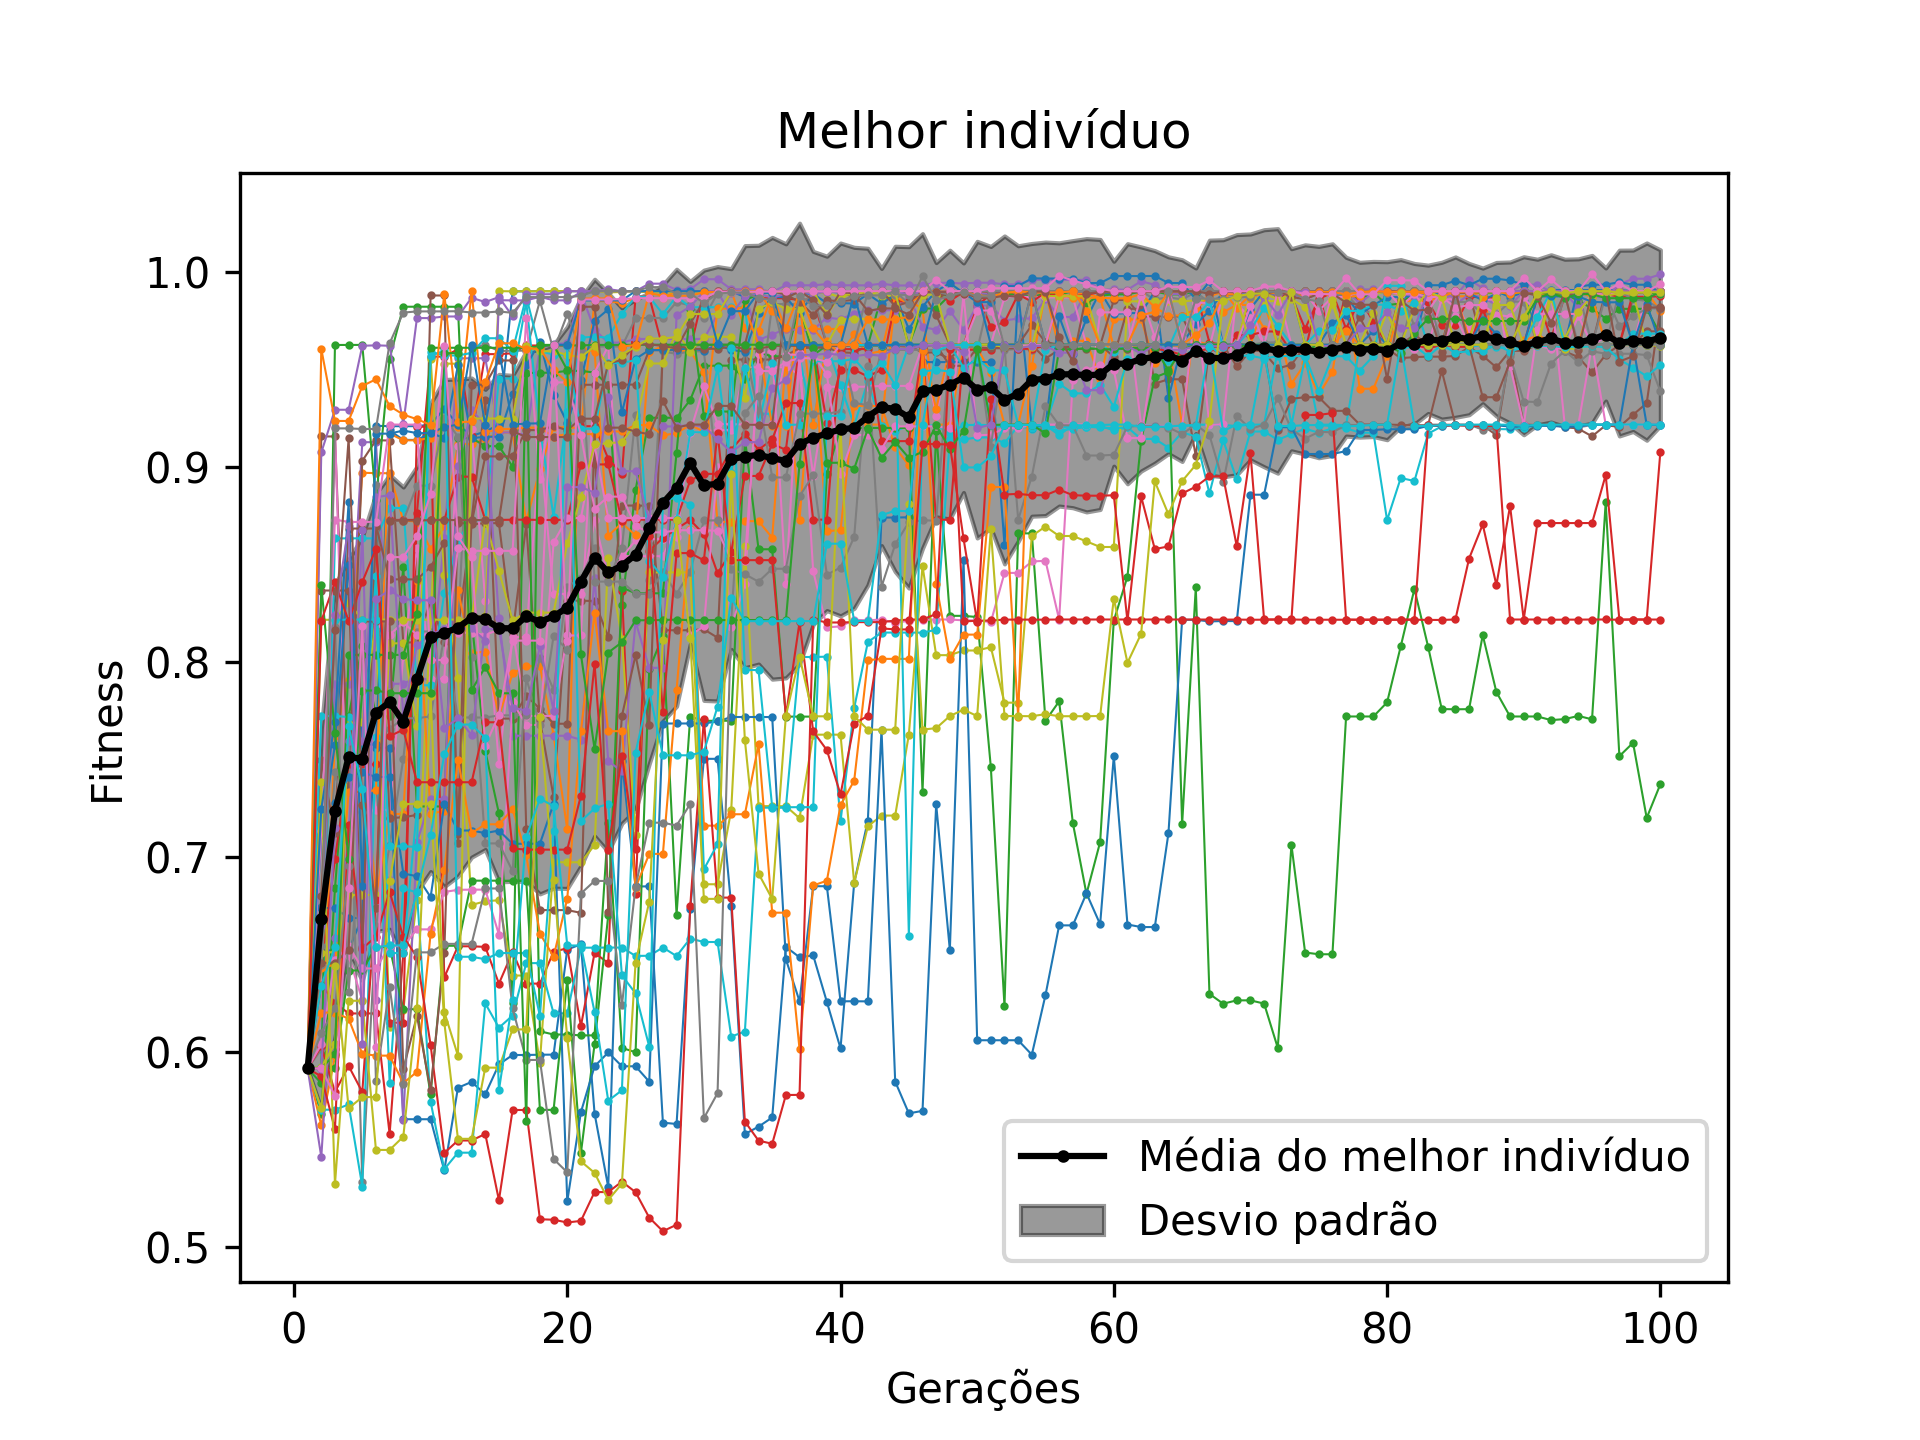 Melhor indivíduo
1.0
0.9
0.8
0.7
0.6
0.5
Fitness
0 20 40 60 80 100
Gerações
Média do melhor indivíduo
Desvio padrão